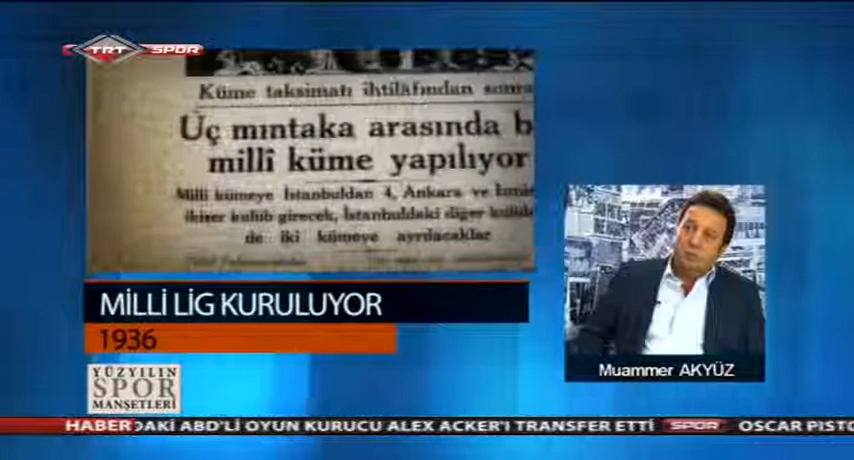 TRT SPOR
Küme taksimatı ihtilâfından sonra
Üç mıntaka arasında b
millî küme yapılıyor
Milli kümeye İstanbuldan 4, Ankara ve İzmir
ikişer kulüb girecek, İstanbuldaki diğer kulüb
de iki kümeye ayrılacaklar
MİLLİ LİG KURULUYOR
1936
YÜZYILIN
SPOR
MANŞETLERİ
Muammer AKYÜZ
HABER DAKİ ABD'Lİ OYUN KURUCU ALEX ACKER'I TRANSFER ETTİ SPOR OSCAR PISTO